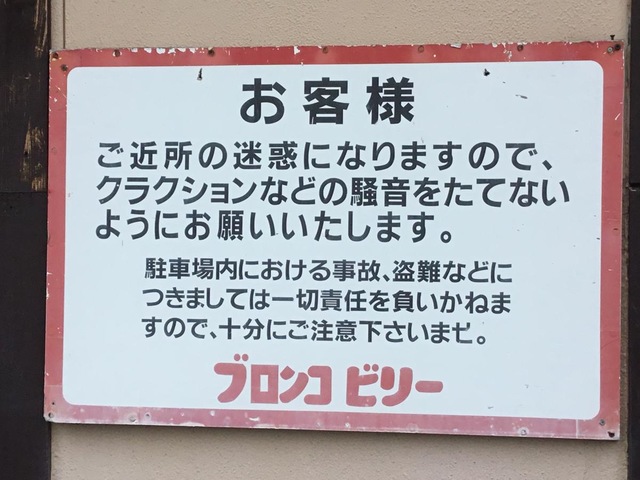 お客様
ご近所の迷惑になりますので、
クラクションなどの騒音をたてない
ようにお願いいたします。
駐車場内における事故、盗難などに
つきましては一切責任を負いかねま
すので、十分にご注意下さいませ。
ブロンコ ビリー